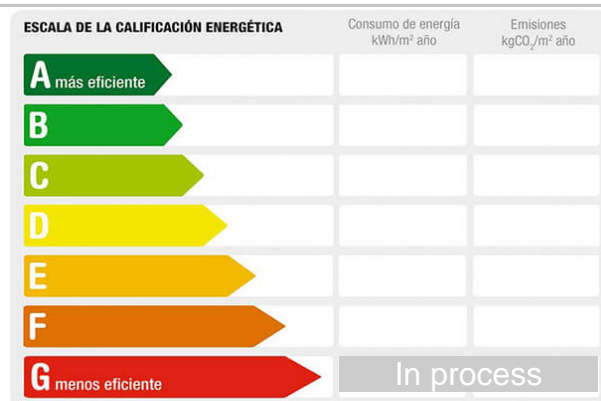 ESCALA DE LA CALIFICACIÓN ENERGÉTICA
Consumo de energía
kWh/m² año
Emisiones
kgCO₂/m² año
A más eficiente
B
C
D
E
F
G menos eficiente
In process